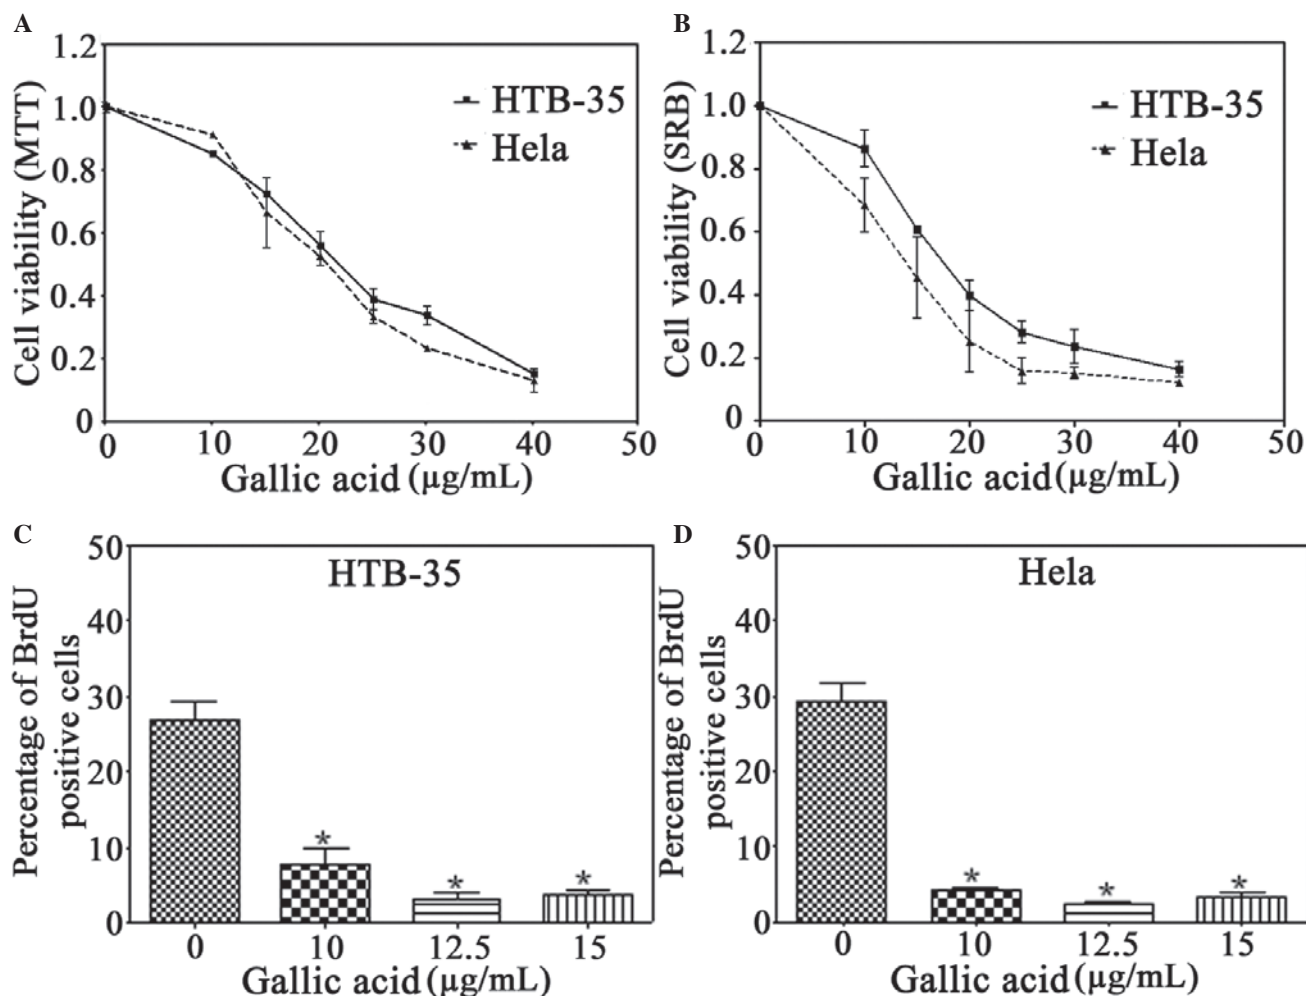 A
Cell viability (MTT)
1.2
1.0
0.8
0.6
0.4
0.2
0
HTB-35
Hela
0 10 20 30 40 50
Gallic acid (µg/mL)
B
Cell viability (SRB)
1.2
1.0
0.8
0.6
0.4
0.2
0
HTB-35
Hela
0 10 20 30 40 50
Gallic acid (µg/mL)
C
Percentage of BrdU
positive cells
50
40
30
20
10
0
HTB-35
* * *
0 10 12.5 15
Gallic acid (µg/mL)
D
Percentage of BrdU
positive cells
50
40
30
20
10
0
Hela
* * *
0 10 12.5 15
Gallic acid (µg/mL)